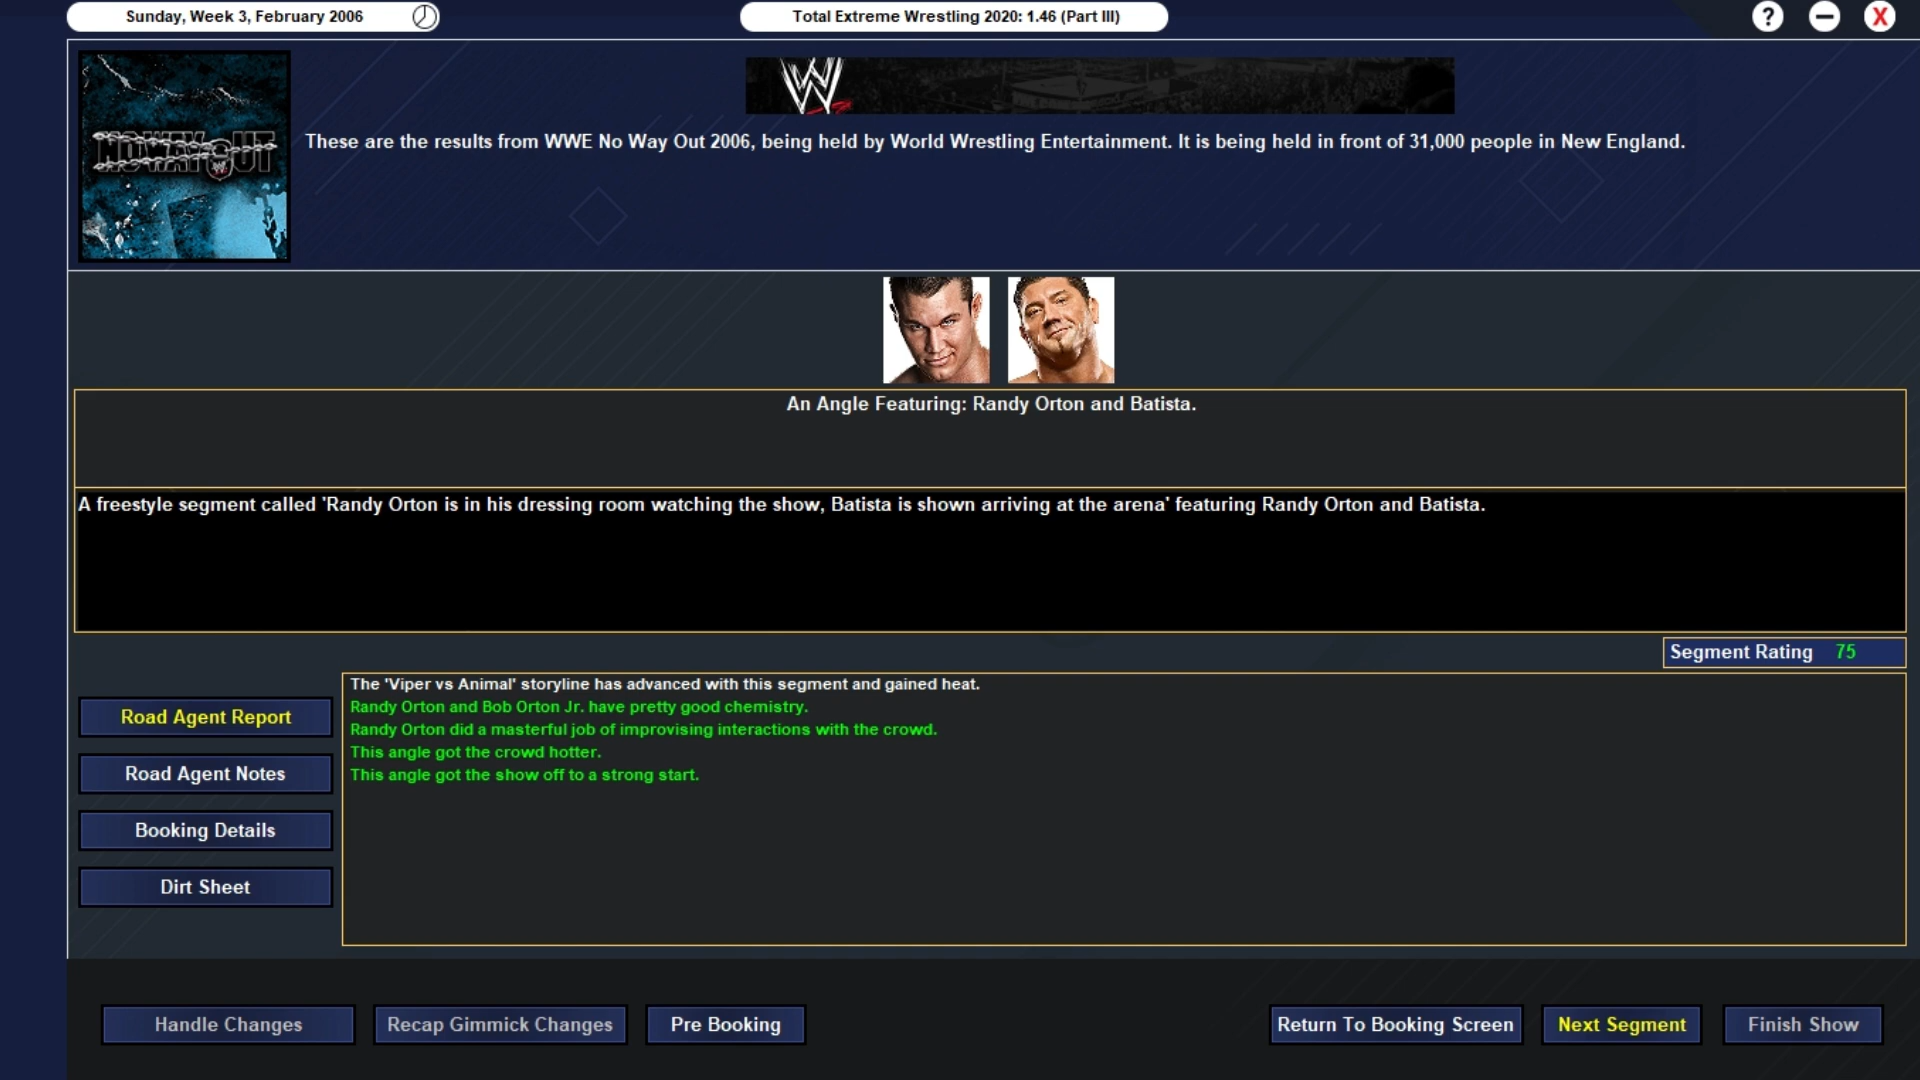 Sunday, Week 3, February 2006
Total Extreme Wrestling 2020: 1.46 (Part III)
?
X
W
NO WAY OUT
These are the results from WWE No Way Out 2006, being held by World Wrestling Entertainment. It is being held in front of 31,000 people in New England.
An Angle Featuring: Randy Orton and Batista.
A freestyle segment called 'Randy Orton is in his dressing room watching the show, Batista is shown arriving at the arena' featuring Randy Orton and Batista.
Segment Rating 75
The 'Viper vs Animal' storyline has advanced with this segment and gained heat.
Randy Orton and Bob Orton Jr. have pretty good chemistry.
Randy Orton did a masterful job of improvising interactions with the crowd.
This angle got the crowd hotter.
This angle got the show off to a strong start.
Road Agent Report
Road Agent Notes
Booking Details
Dirt Sheet
Handle Changes
Recap Gimmick Changes
Pre Booking
Return To Booking Screen
Next Segment
Finish Show